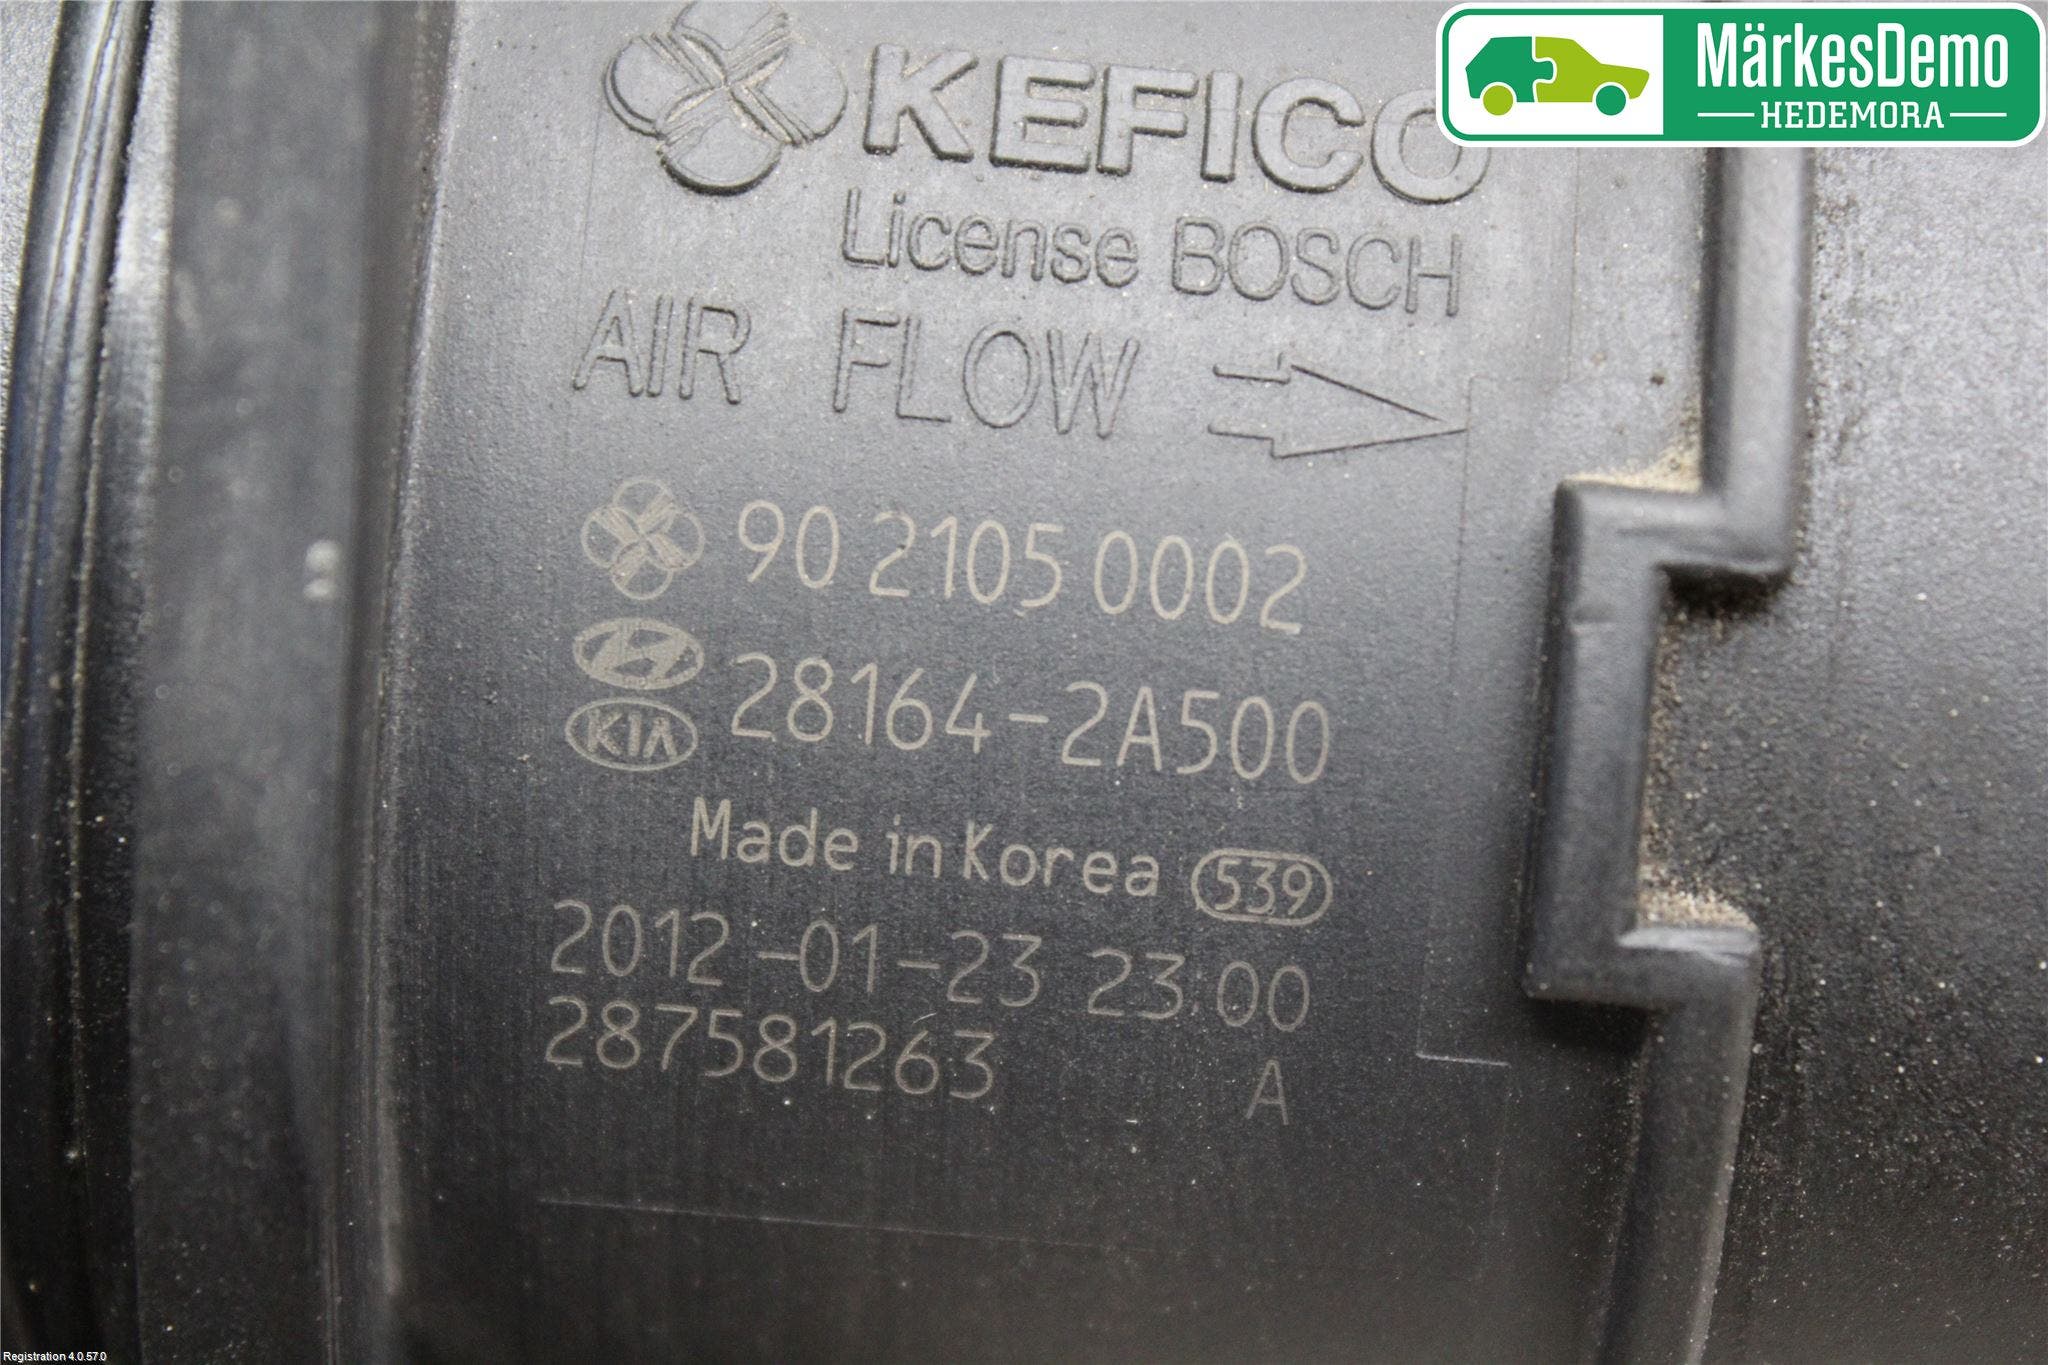 MärkesDemo
HEDEMORA
KEFICO
License BOSCH
AIR FLOW
90 2105 0002
28164-2A500
KIA
Made in Korea 539
2012-01-23 23:00
287581263 A
Registration 4.0.57.0